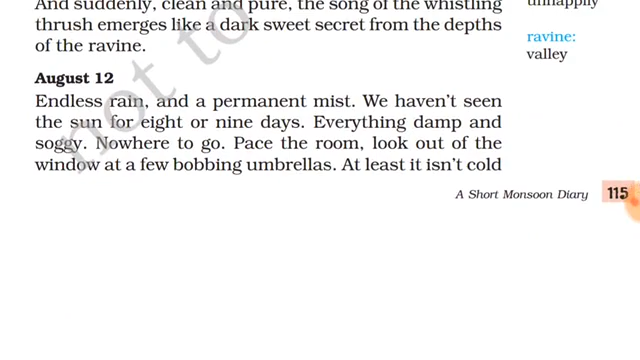 And suddenly, clean and pure, the song of the whistling
thrush emerges like a dark sweet secret from the depths
of the ravine.
unhappily
ravine:
valley
August 12
Endless rain, and a permanent mist. We haven't seen
the sun for eight or nine days. Everything damp and
soggy. Nowhere to go. Pace the room, look out of the
window at a few bobbing umbrellas. At least it isn't cold
A Short Monsoon Diary 115
not to